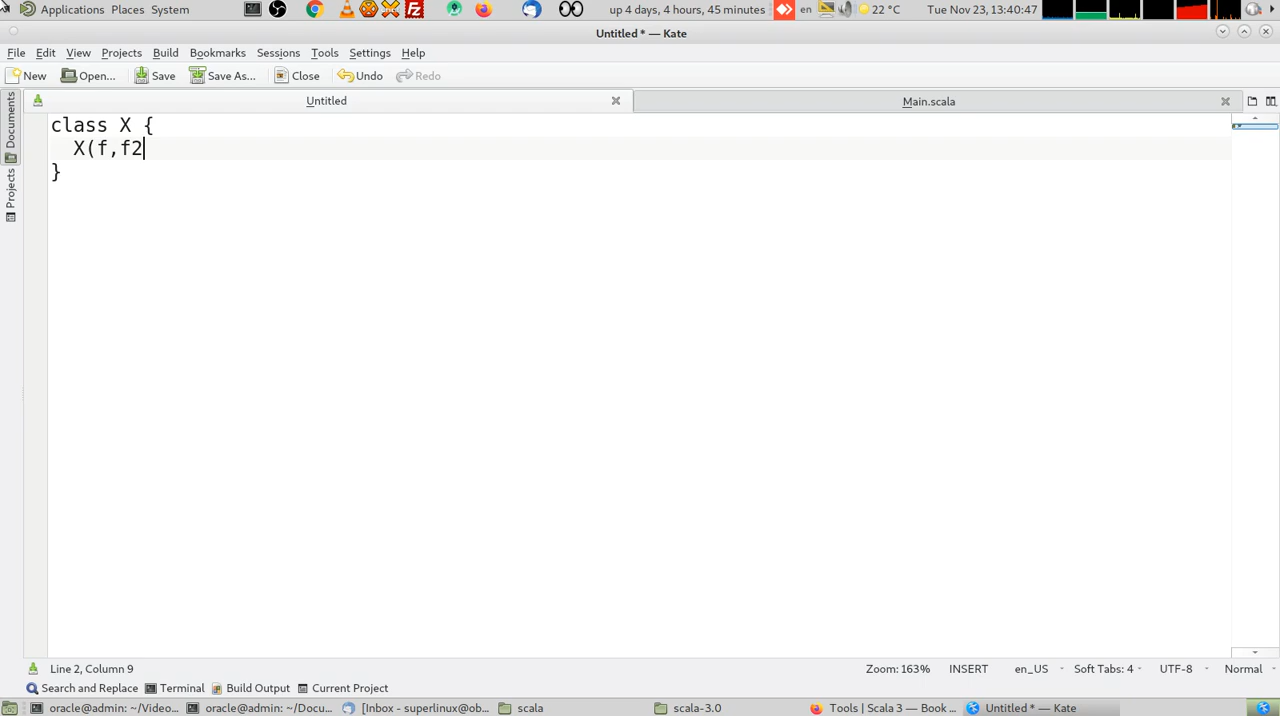 Applications Places System up 4 days, 4 hours, 45 minutes en 22 °C Tue Nov 23, 13:40:47
Untitled * — Kate
File Edit View Projects Build Bookmarks Sessions Tools Settings Help
New Open... Save Save As... Close Undo Redo
Documents
Projects
Untitled Main.scala
class X {
X(f,f2
}
Line 2, Column 9 Zoom: 163% INSERT en_US Soft Tabs: 4 UTF-8 Normal
Search and Replace Terminal Build Output Current Project
oracle@admin: ~/Video... oracle@admin: ~/Docu... [Inbox - superlinux@ob... scala scala-3.0 Tools | Scala 3 — Book ... Untitled * — Kate